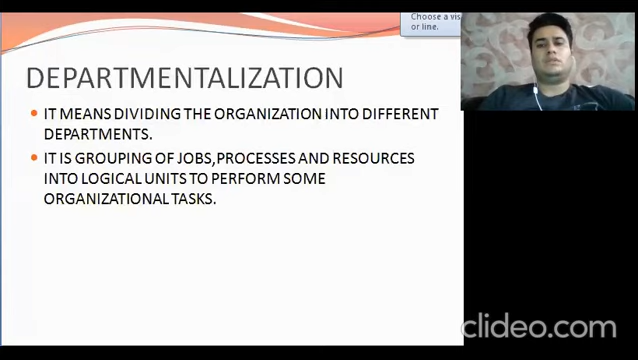 Choose a vis
or line.
DEPARTMENTALIZATION
• IT MEANS DIVIDING THE ORGANIZATION INTO DIFFERENT
DEPARTMENTS.
• IT IS GROUPING OF JOBS,PROCESSES AND RESOURCES
INTO LOGICAL UNITS TO PERFORM SOME
ORGANIZATIONAL TASKS.
clideo.com